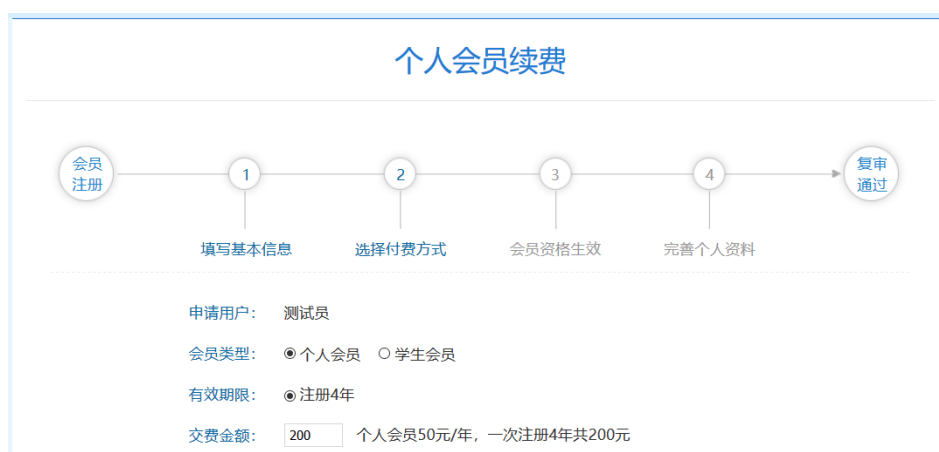 个人会员续费
会员
注册
1
2
3
4
复审
通过
填写基本信息
选择付费方式
会员资格生效
完善个人资料
申请用户： 测试员
会员类型： 个人会员 学生会员
有效期限： 注册4年
交费金额： 200 个人会员50元/年，一次注册4年共200元